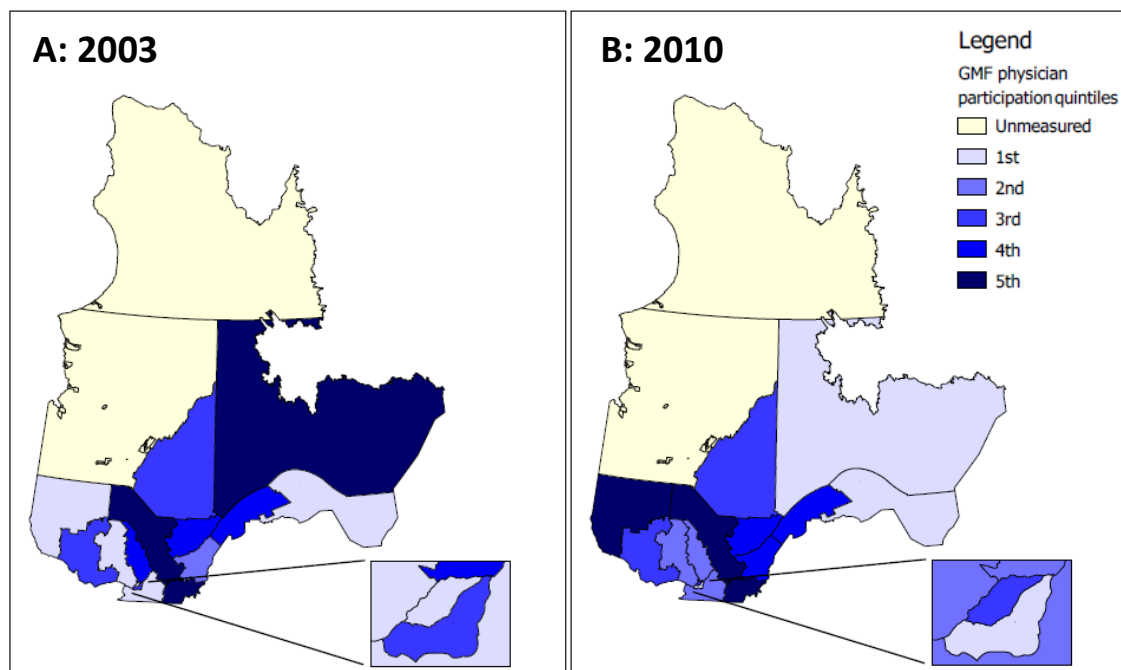 A: 2003
B: 2010
Legend
GMF physician
participation quintiles
Unmeasured
1st
2nd
3rd
4th
5th